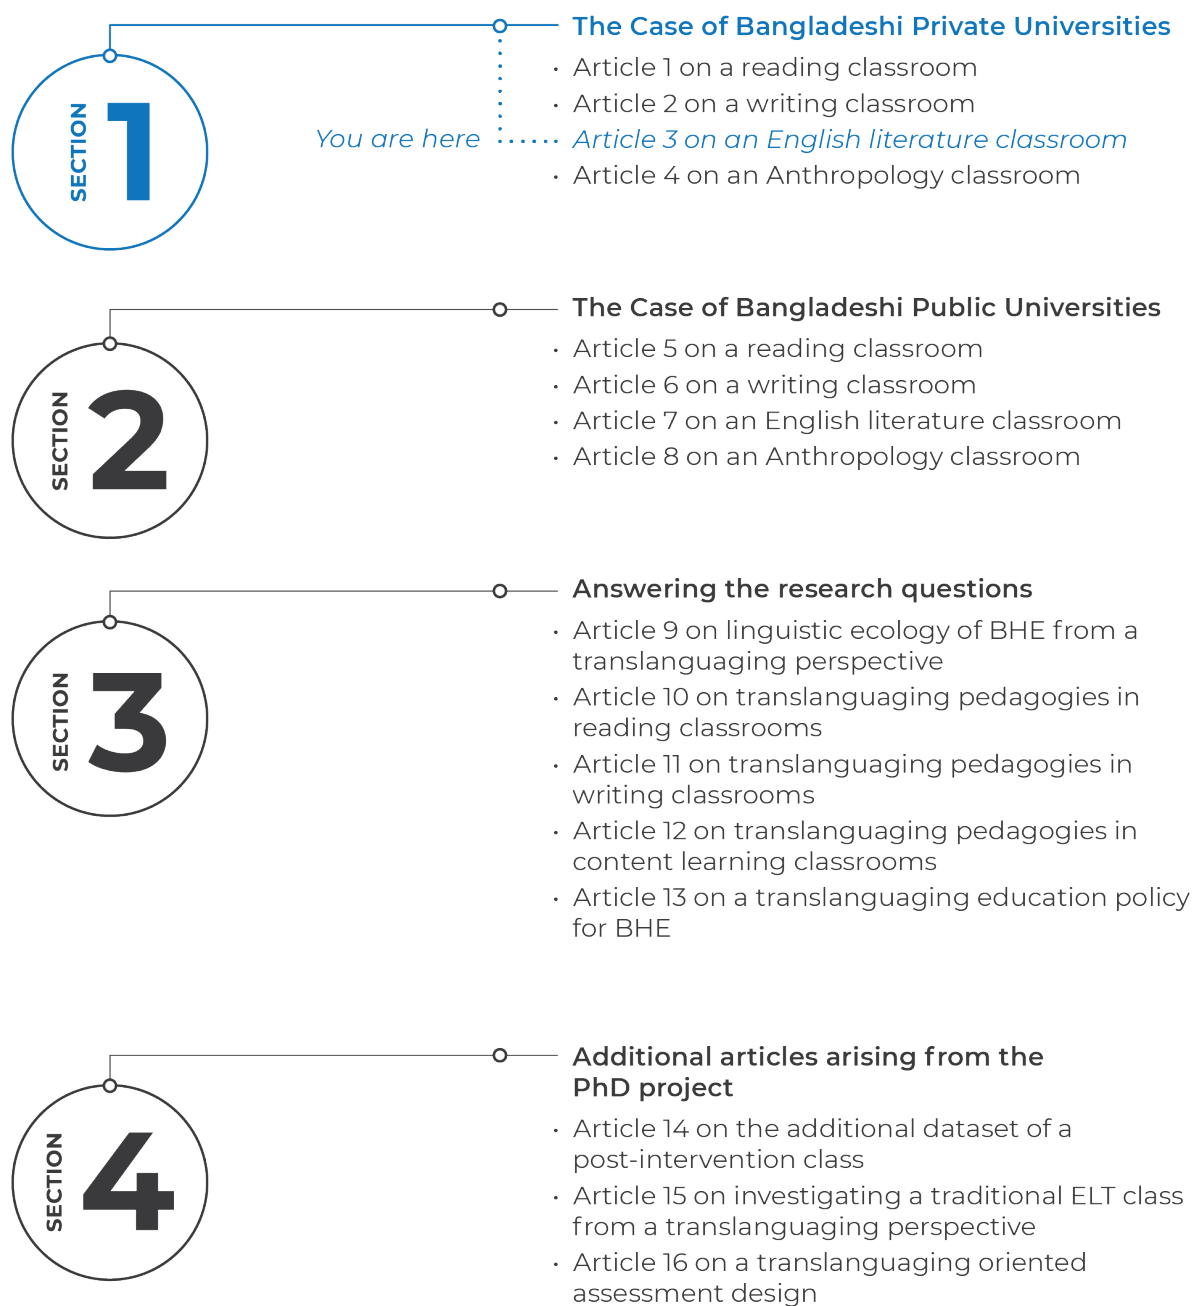 SECTION 1
The Case of Bangladeshi Private Universities
· Article 1 on a reading classroom
· Article 2 on a writing classroom
You are here
Article 3 on an English literature classroom
· Article 4 on an Anthropology classroom
SECTION 2
The Case of Bangladeshi Public Universities
· Article 5 on a reading classroom
· Article 6 on a writing classroom
· Article 7 on an English literature classroom
· Article 8 on an Anthropology classroom
SECTION 3
Answering the research questions
· Article 9 on linguistic ecology of BHE from a
translanguaging perspective
· Article 10 on translanguaging pedagogies in
reading classrooms
· Article 11 on translanguaging pedagogies in
writing classrooms
· Article 12 on translanguaging pedagogies in
content learning classrooms
· Article 13 on a translanguaging education policy
for BHE
SECTION 4
Additional articles arising from the
PhD project
· Article 14 on the additional dataset of a
post-intervention class
· Article 15 on investigating a traditional ELT class
from a translanguaging perspective
· Article 16 on a translanguaging oriented
assessment design